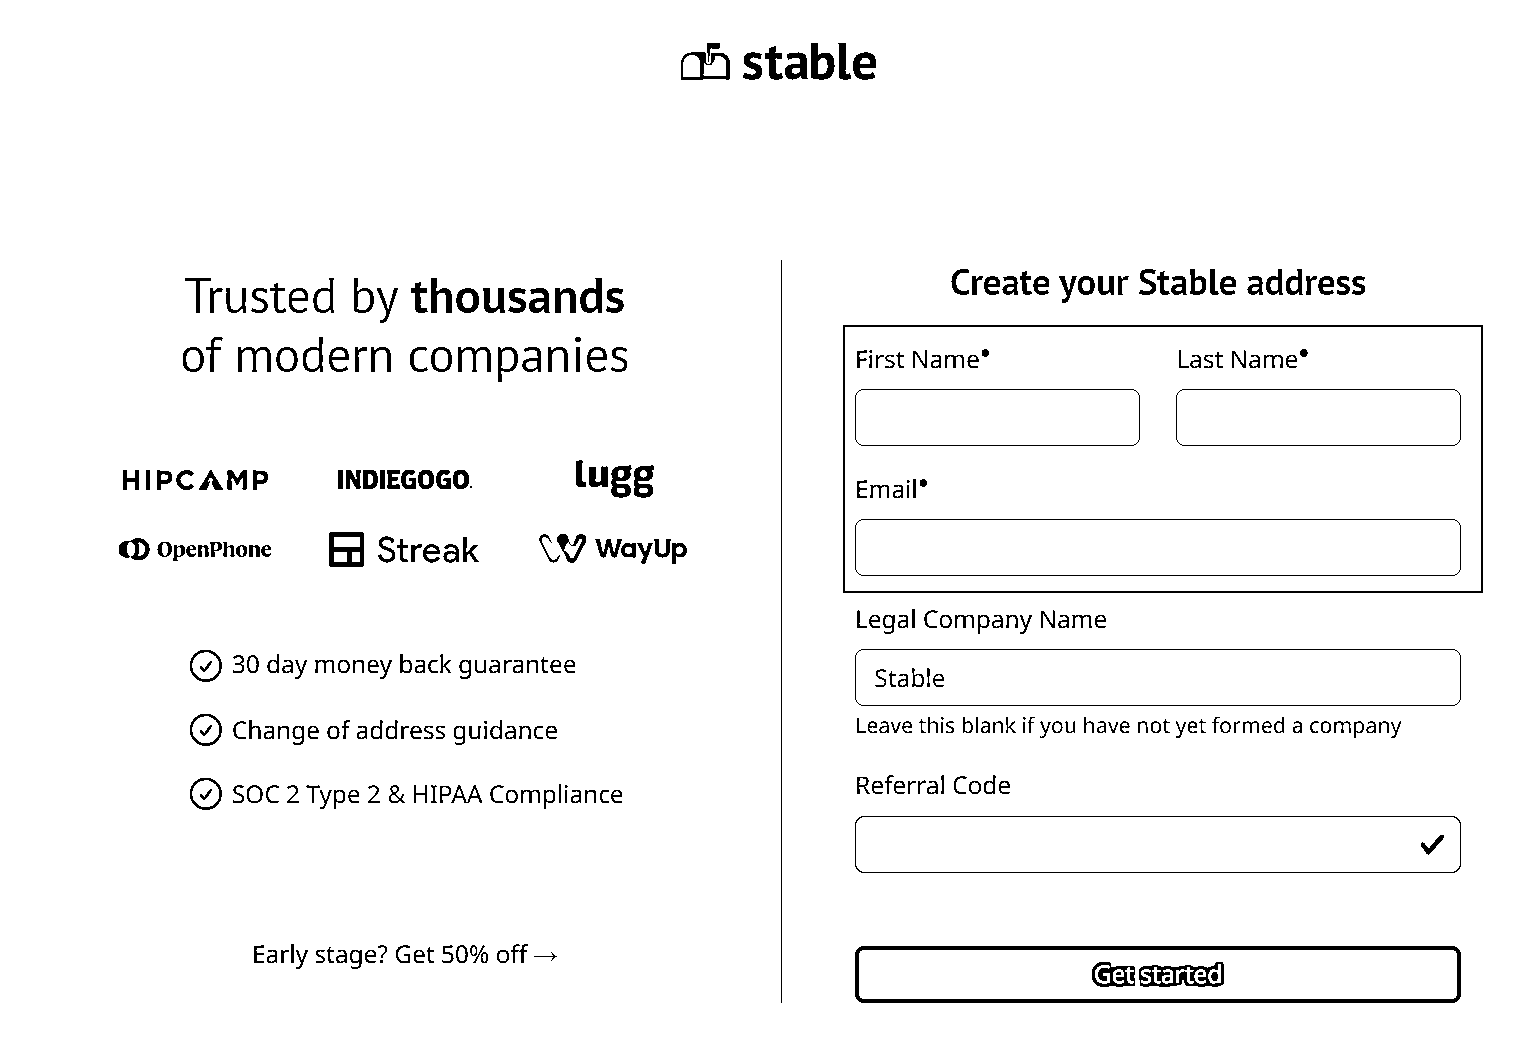 stable
Trusted by thousands
of modern companies
HIPCAMP INDIEGOGO. lugg
OpenPhone Streak WayUp
30 day money back guarantee
Change of address guidance
SOC 2 Type 2 & HIPAA Compliance
Early stage? Get 50% off →
Create your Stable address
First Name• Last Name•
Email•
Legal Company Name
Stable
Leave this blank if you have not yet formed a company
Referral Code
Get started